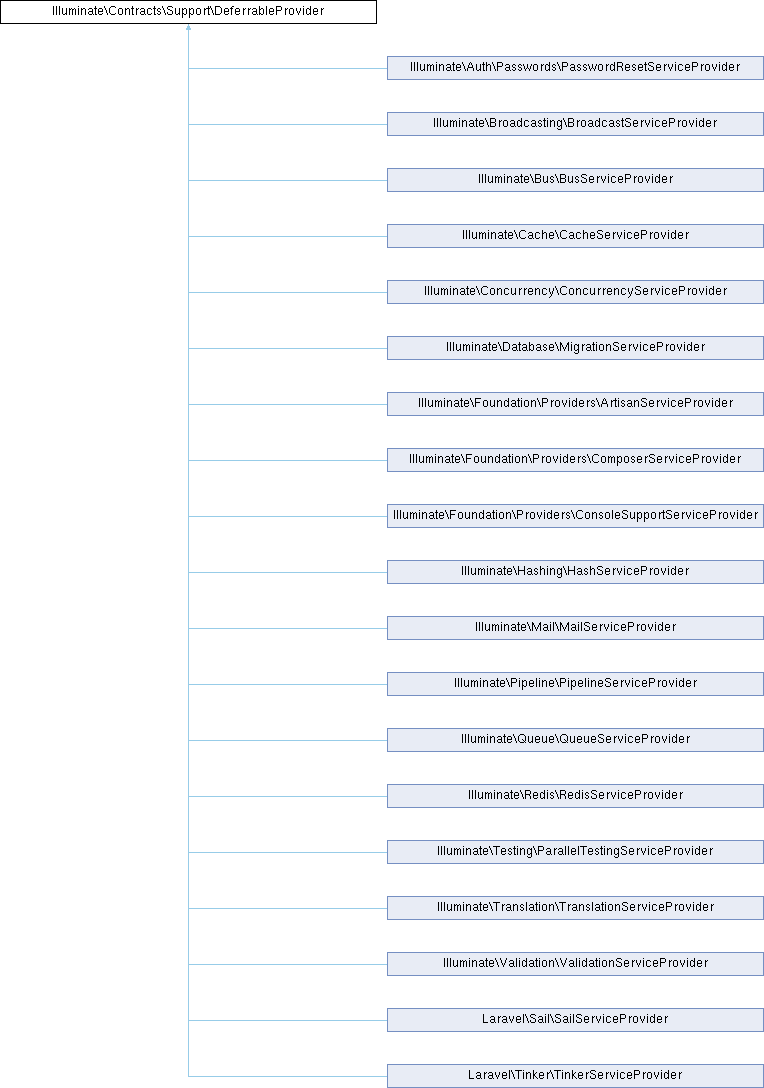 Illuminate\Contracts\Support\DeferrableProvider
Illuminate\Auth\Passwords\PasswordResetServiceProvider
Illuminate\Broadcasting\BroadcastServiceProvider
Illuminate\Bus\BusServiceProvider
Illuminate\Cache\CacheServiceProvider
Illuminate\Concurrency\ConcurrencyServiceProvider
Illuminate\Database\MigrationServiceProvider
Illuminate\Foundation\Providers\ArtisanServiceProvider
Illuminate\Foundation\Providers\ComposerServiceProvider
Illuminate\Foundation\Providers\ConsoleSupportServiceProvider
Illuminate\Hashing\HashServiceProvider
Illuminate\Mail\MailServiceProvider
Illuminate\Pipeline\PipelineServiceProvider
Illuminate\Queue\QueueServiceProvider
Illuminate\Redis\RedisServiceProvider
Illuminate\Testing\ParallelTestingServiceProvider
Illuminate\Translation\TranslationServiceProvider
Illuminate\Validation\ValidationServiceProvider
Laravel\Sail\SailServiceProvider
Laravel\Tinker\TinkerServiceProvider